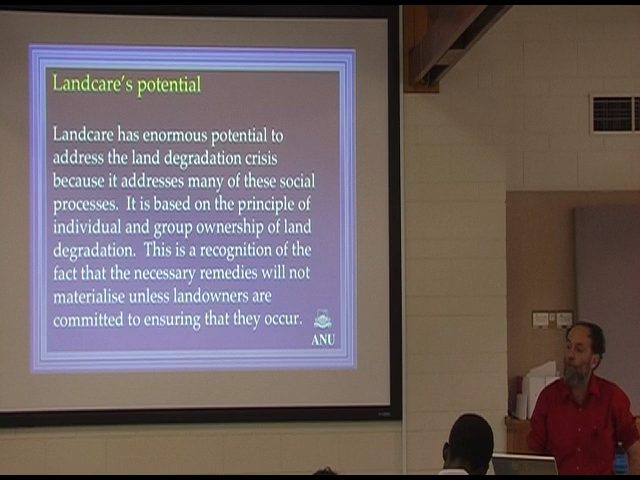 Landcare's potential
Landcare has enormous potential to
address the land degradation crisis
because it addresses many of these social
processes.  It is based on the principle of
individual and group ownership of land
degradation.  This is a recognition of the
fact that the necessary remedies will not
materialise unless landowners are
committed to ensuring that they occur.
ANU